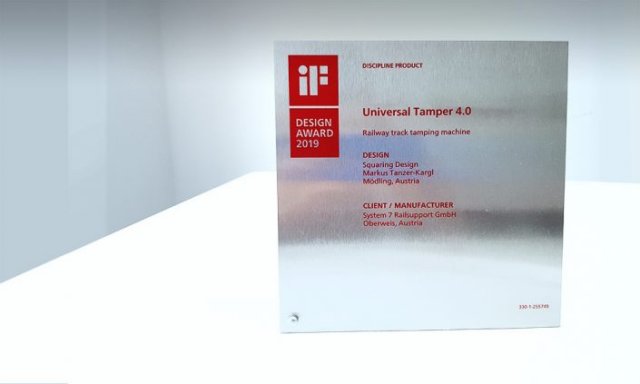 iF
DESIGN
AWARD
2019
DISCIPLINE PRODUCT
Universal Tamper 4.0
Railway track tamping machine
DESIGN
Squaring Design
Markus Tanzer-Kargl
Mödling, Austria
CLIENT / MANUFACTURER
System 7 Railsupport GmbH
Oberweis, Austria